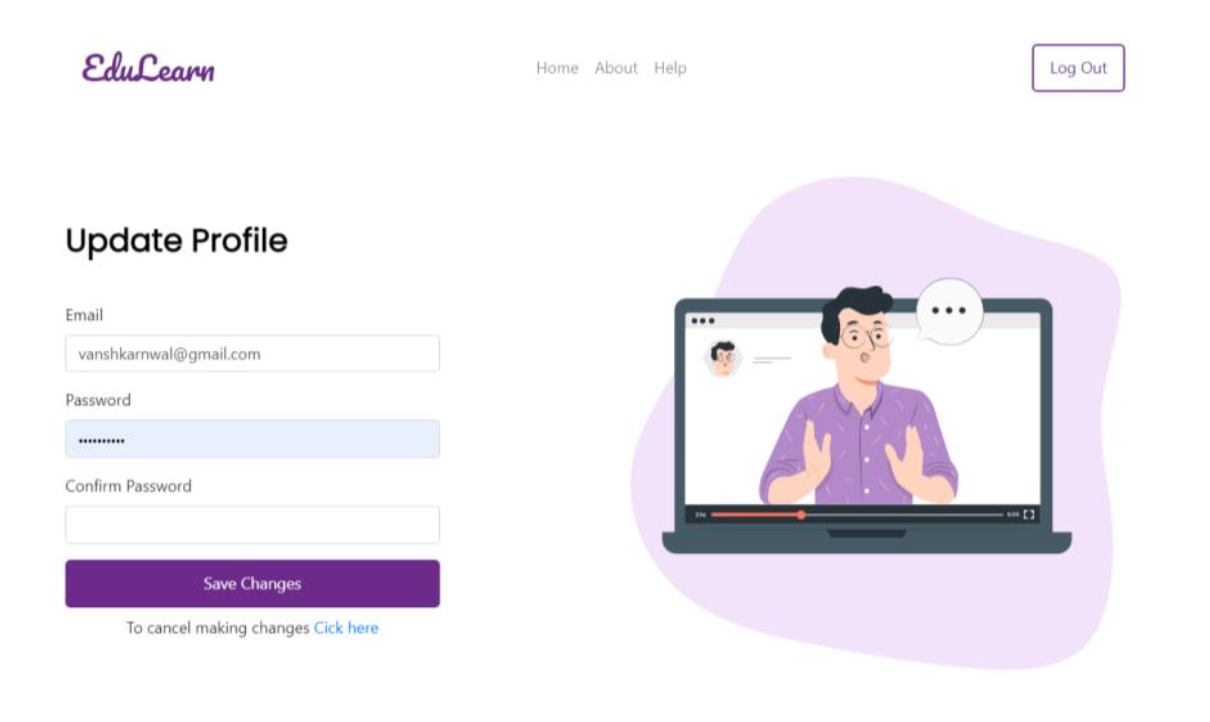 EduLearn
Home About Help
Log Out
Update Profile
Email
vanshkarnwal@gmail.com
Password
••••••••••
Confirm Password
Save Changes
To cancel making changes Cick here